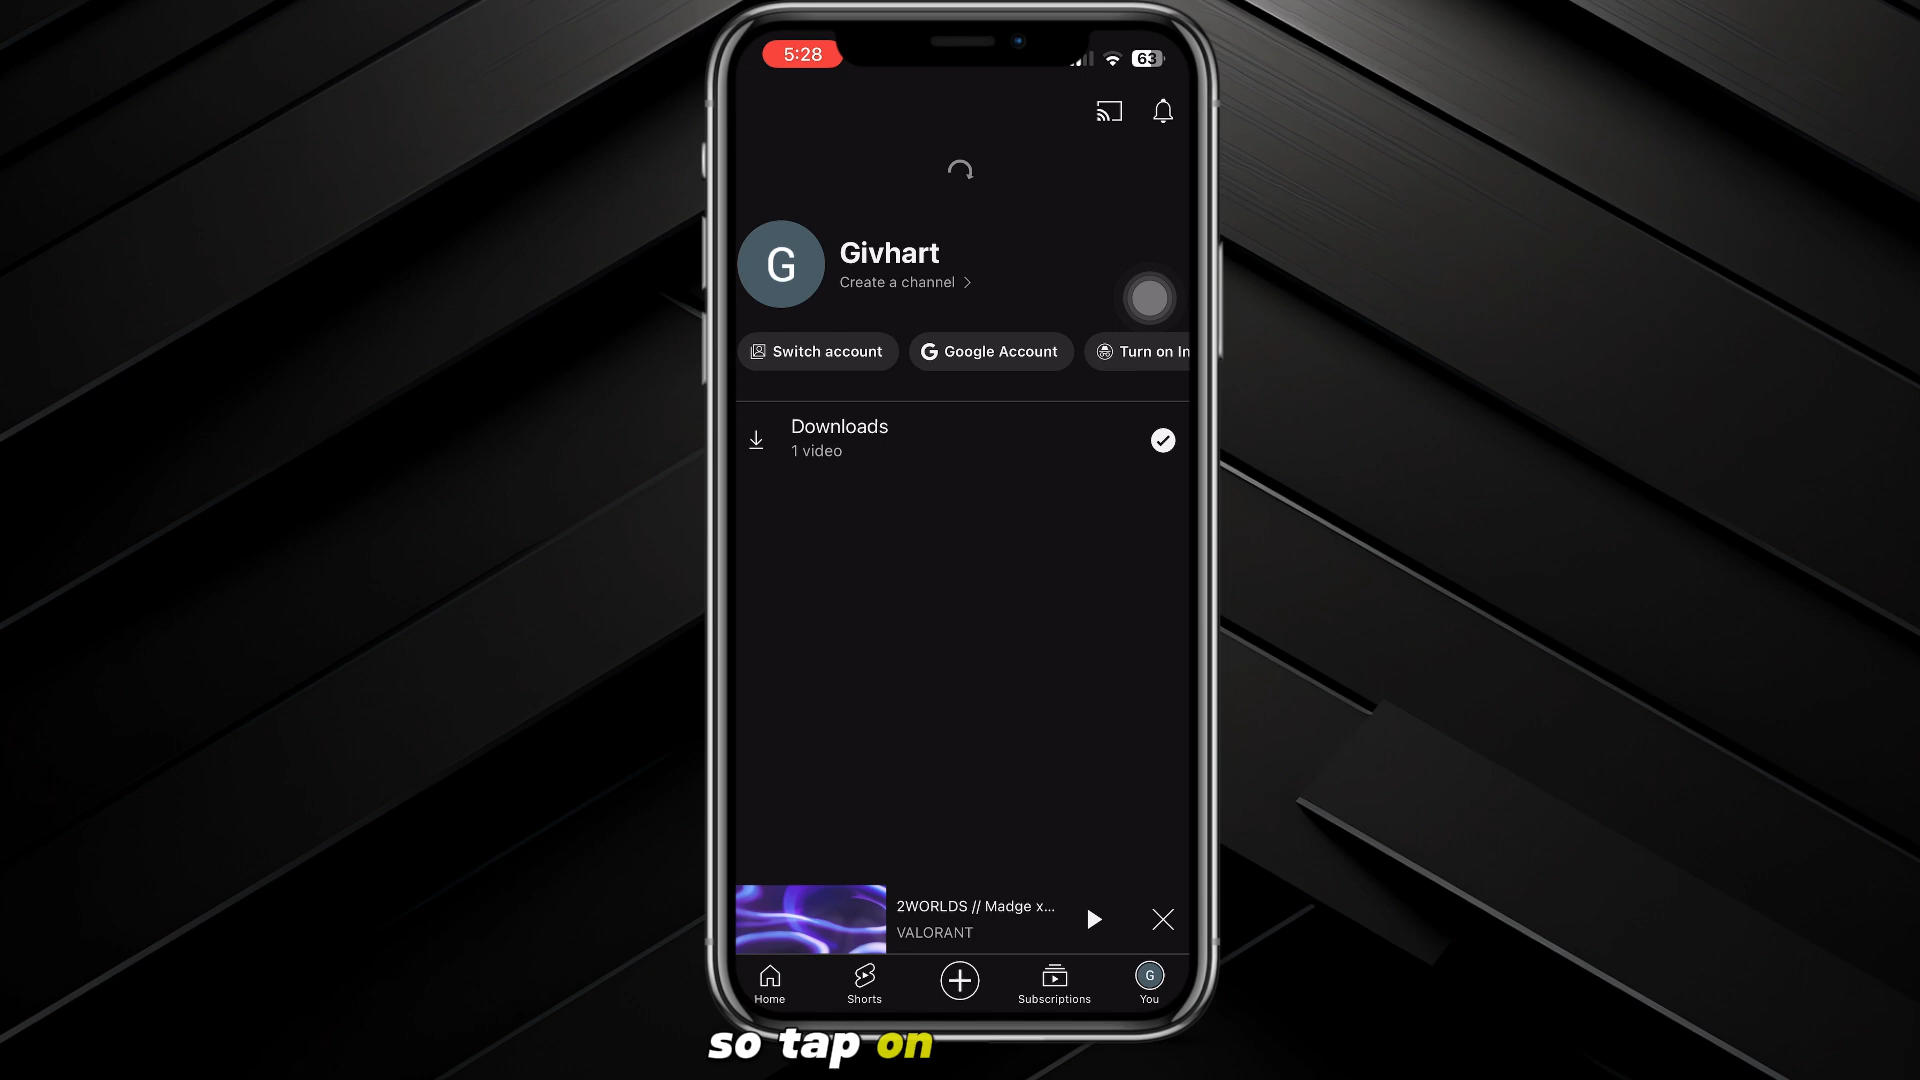 5:28
63
G
Givhart
Create a channel
Switch account
Google Account
Turn on In
Downloads
1 video
2WORLDS // Madge x...
VALORANT
G
Home
Shorts
Subscriptions
You
so tap on